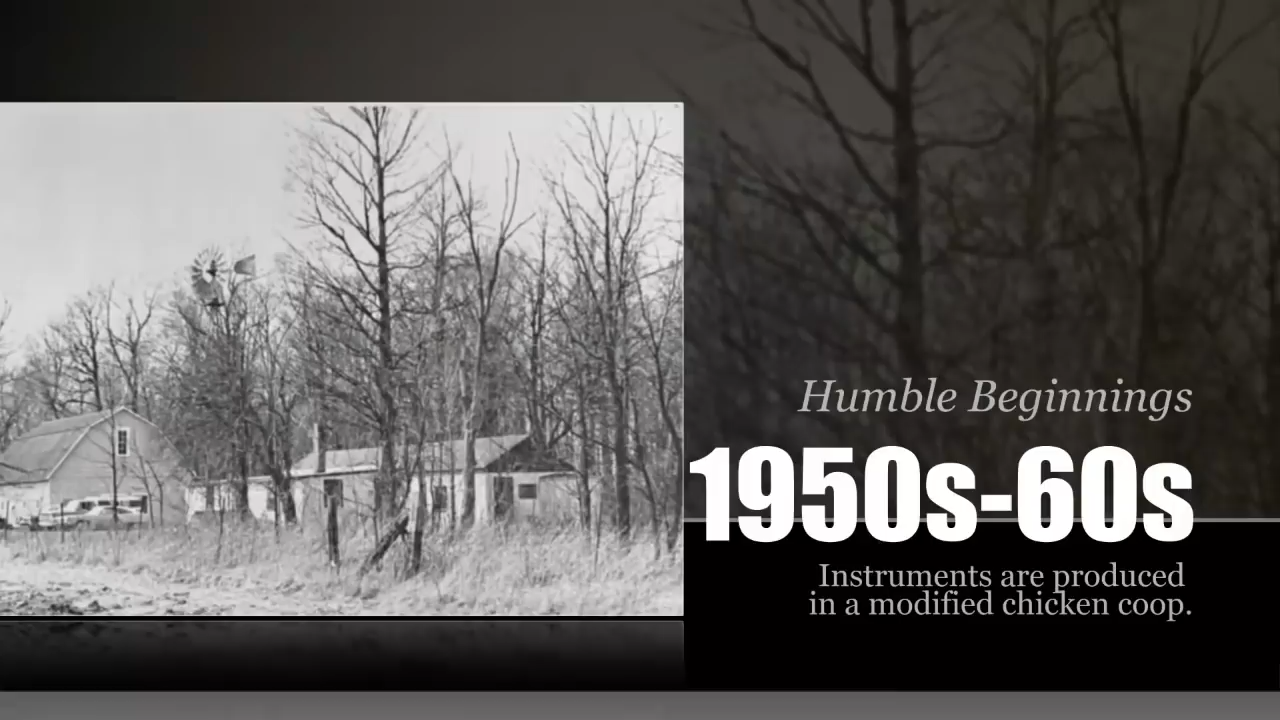 Humble Beginnings
1950s-60s
Instruments are produced
in a modified chicken coop.